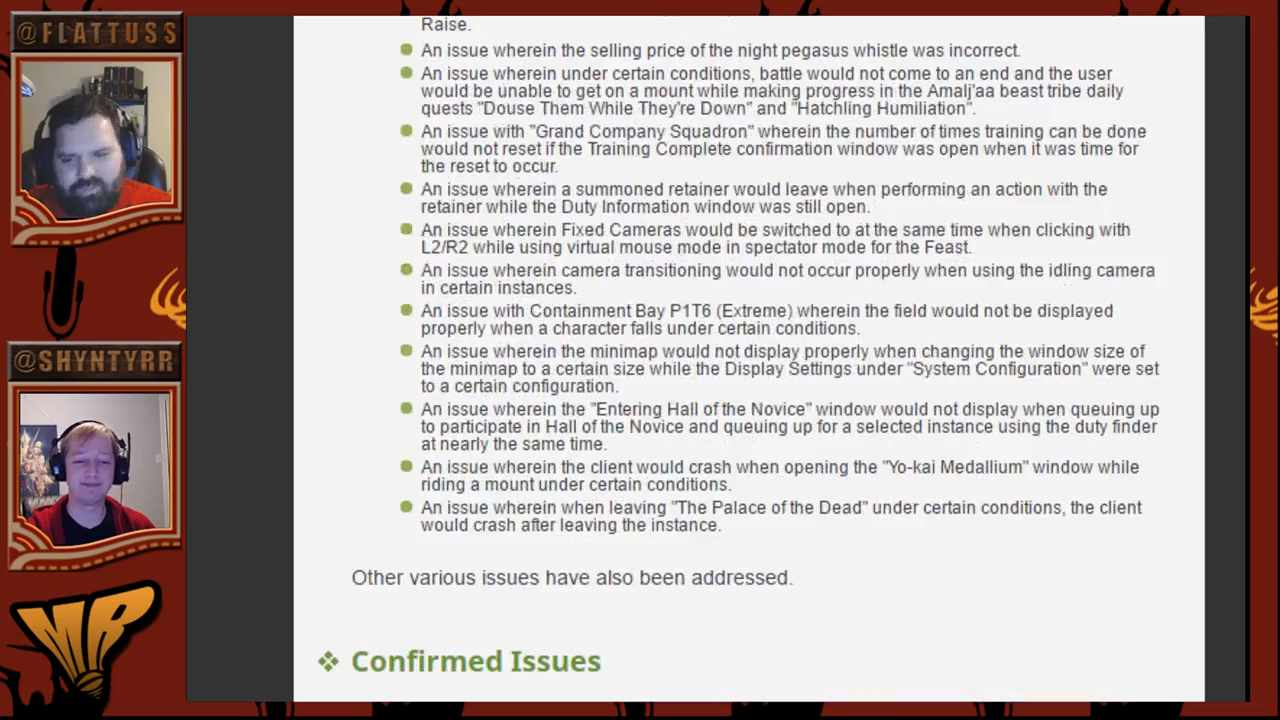 @FLATTUSS
@SHYNTYRR
MR
Raise.
An issue wherein the selling price of the night pegasus whistle was incorrect.
An issue wherein under certain conditions, battle would not come to an end and the user
would be unable to get on a mount while making progress in the Amalj'aa beast tribe daily
quests "Douse Them While They're Down" and "Hatchling Humiliation".
An issue with "Grand Company Squadron" wherein the number of times training can be done
would not reset if the Training Complete confirmation window was open when it was time for
the reset to occur.
An issue wherein a summoned retainer would leave when performing an action with the
retainer while the Duty Information window was still open.
An issue wherein Fixed Cameras would be switched to at the same time when clicking with
L2/R2 while using virtual mouse mode in spectator mode for the Feast.
An issue wherein camera transitioning would not occur properly when using the idling camera
in certain instances.
An issue with Containment Bay P1T6 (Extreme) wherein the field would not be displayed
properly when a character falls under certain conditions.
An issue wherein the minimap would not display properly when changing the window size of
the minimap to a certain size while the Display Settings under "System Configuration" were set
to a certain configuration.
An issue wherein the "Entering Hall of the Novice" window would not display when queuing up
to participate in Hall of the Novice and queuing up for a selected instance using the duty finder
at nearly the same time.
An issue wherein the client would crash when opening the "Yo-kai Medallium" window while
riding a mount under certain conditions.
An issue wherein when leaving "The Palace of the Dead" under certain conditions, the client
would crash after leaving the instance.
Other various issues have also been addressed.
Confirmed Issues